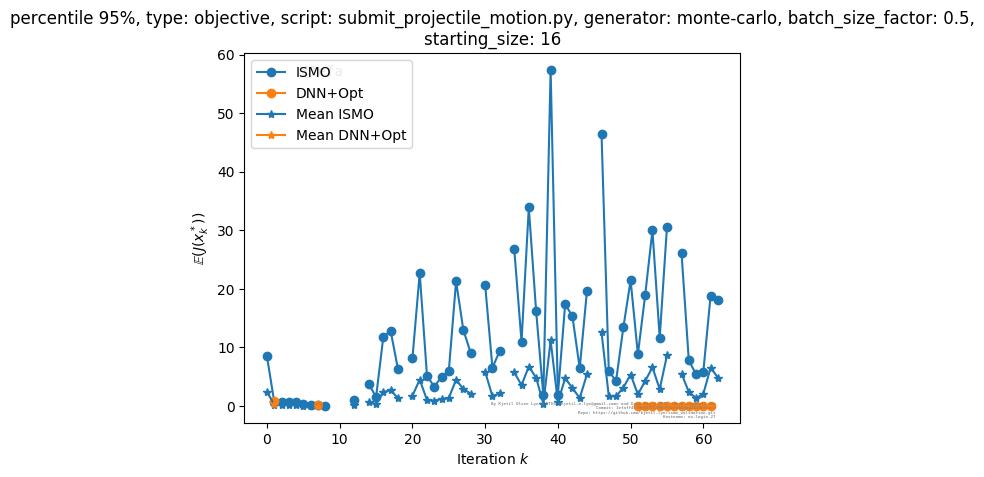 percentile 95%, type: objective, script: submit_projectile_motion.py, generator: monte-carlo, batch_size_factor: 0.5,
starting_size: 16
ISMO
DNN+Opt
Mean ISMO
Mean DNN+Opt
60
50
40
30
20
10
0
𝔼(J(x_k^*))
0 10 20 30 40 50 60
Iteration k